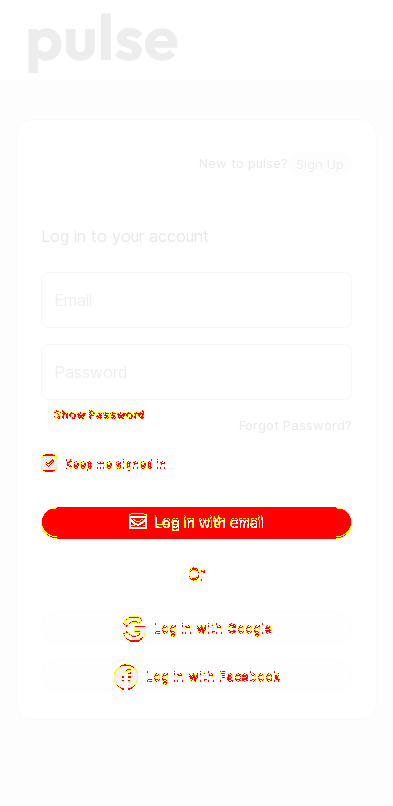 pulse
New to pulse? Sign Up
Log in to your account
Email
Password
Show Password
Forgot Password?
Keep me signed in
Log in with email
Or
Log in with Google
Log in with Facebook